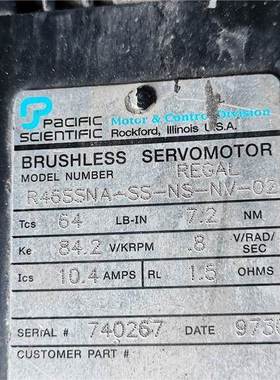 PACIFIC
SCIENTIFIC
Motor & Control Division
Rockford, Illinois U.S.A.
BRUSHLESS SERVOMOTOR
MODEL NUMBER REGAL
R46SSNA-SS-NS-NV-02
Tcs 64 LB-IN 7.2 NM
Ke 84.2 V/KRPM .8 V/RAD/SEC
Ics 10.4 AMPS RL 1.5 OHMS
SERIAL # 740267 DATE 973
CUSTOMER PART #